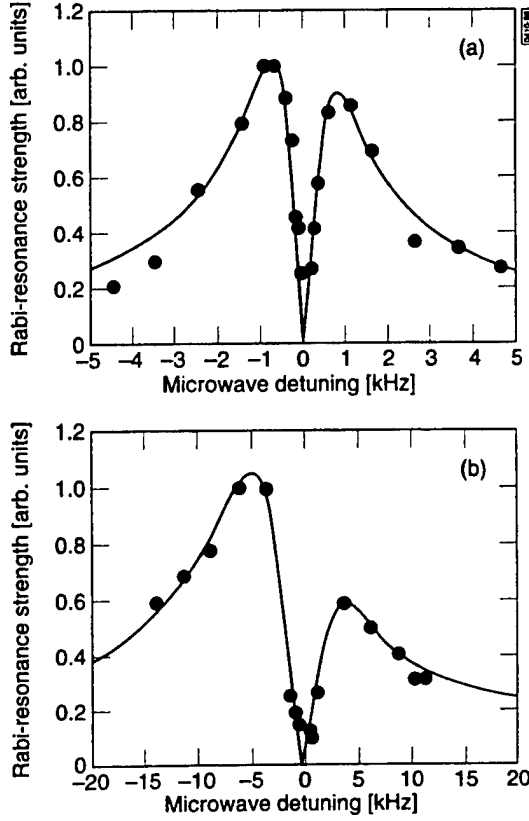 Rabi-resonance strength [arb. units]
1.2
1.0
0.8
0.6
0.4
0.2
0
(a)
−5 −4 −3 −2 −1 0 1 2 3 4 5
Microwave detuning [kHz]
Rabi-resonance strength [arb. units]
1.2
1.0
0.8
0.6
0.4
0.2
0
(b)
−20 −15 −10 −5 0 5 10 15 20
Microwave detuning [kHz]